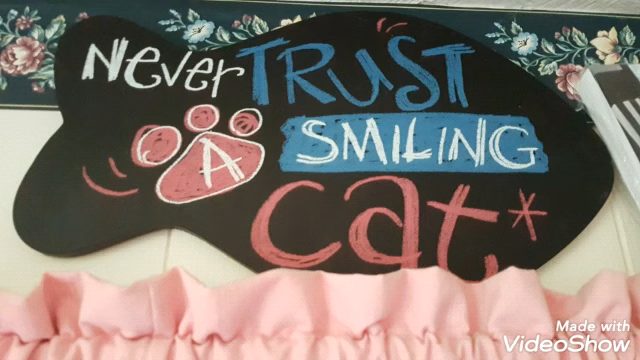 Never TRUST
A SMILING
cat*
Made with
VideoShow